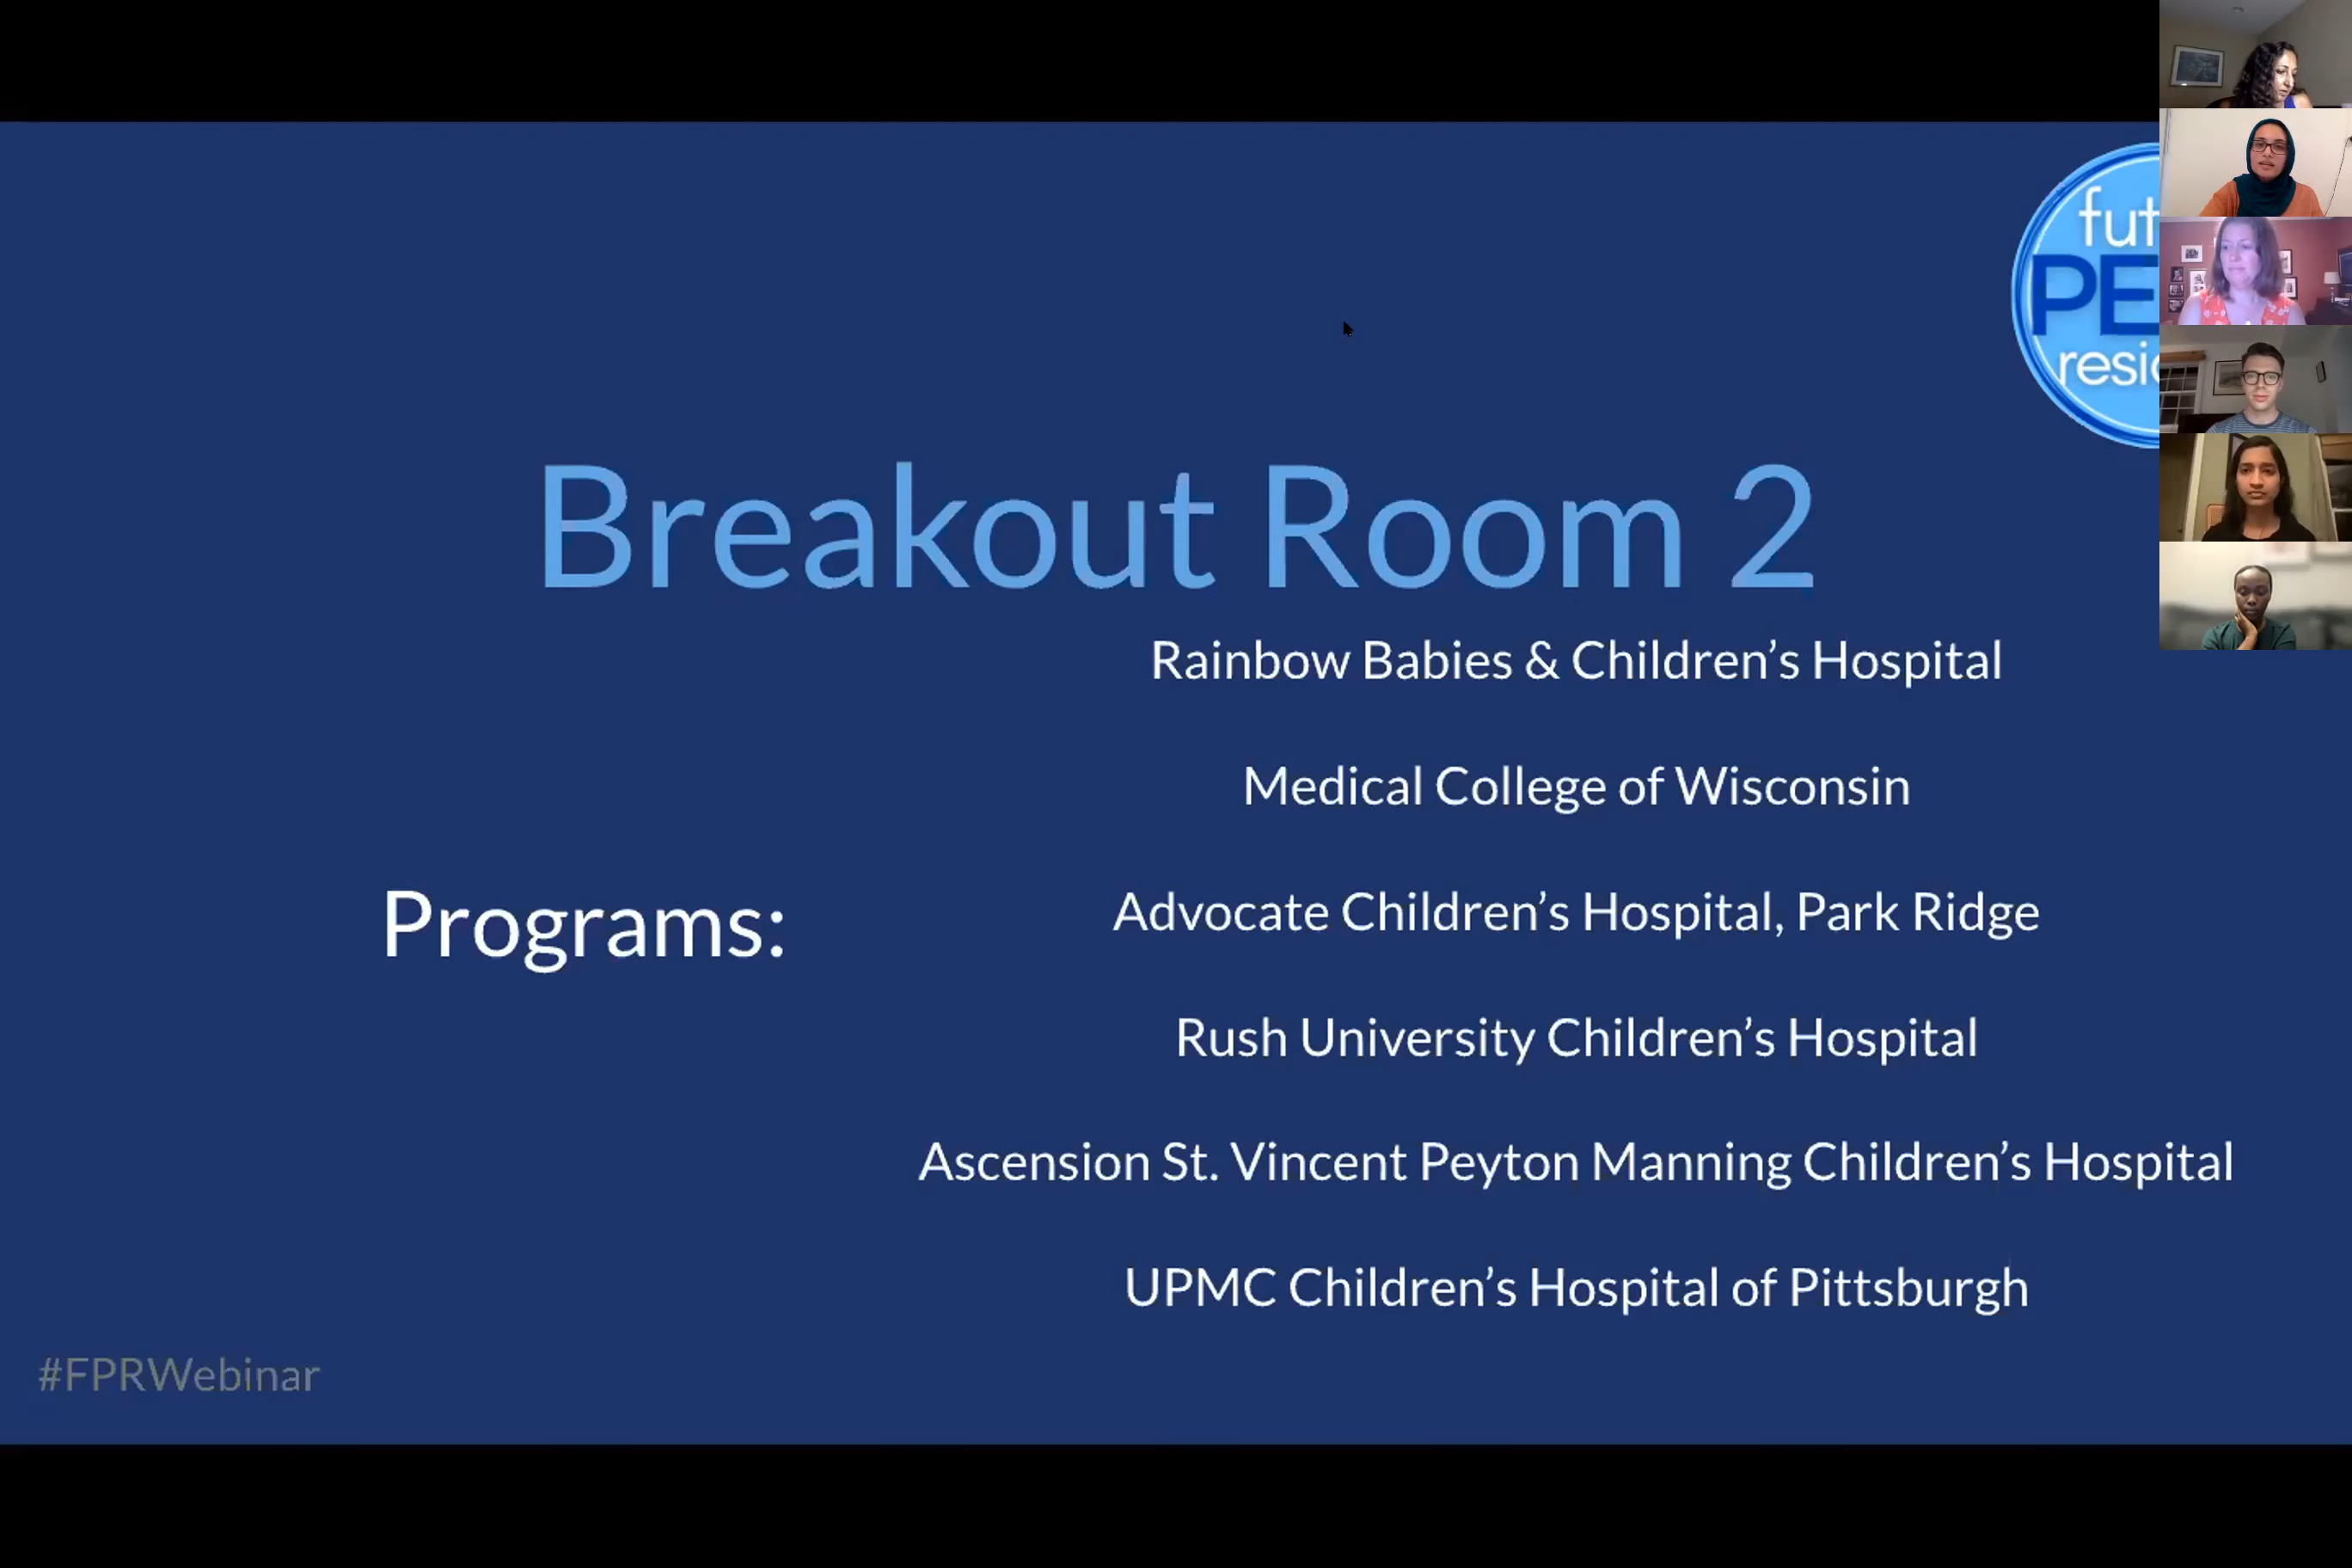 Breakout Room 2
Programs:
Rainbow Babies & Children’s Hospital
Medical College of Wisconsin
Advocate Children’s Hospital, Park Ridge
Rush University Children’s Hospital
Ascension St. Vincent Peyton Manning Children’s Hospital
UPMC Children’s Hospital of Pittsburgh
#FPRWebinar